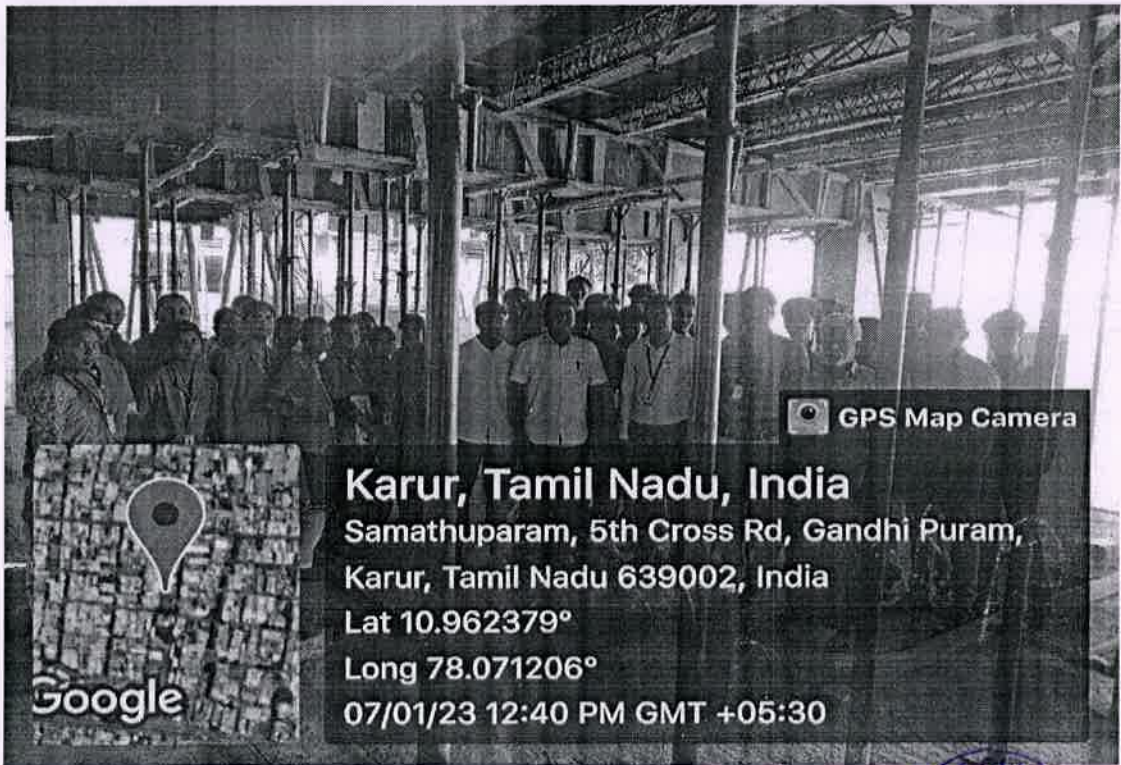 GPS Map Camera
Karur, Tamil Nadu, India
Samathuparam, 5th Cross Rd, Gandhi Puram,
Karur, Tamil Nadu 639002, India
Lat 10.962379°
Long 78.071206°
07/01/23 12:40 PM GMT +05:30
Google